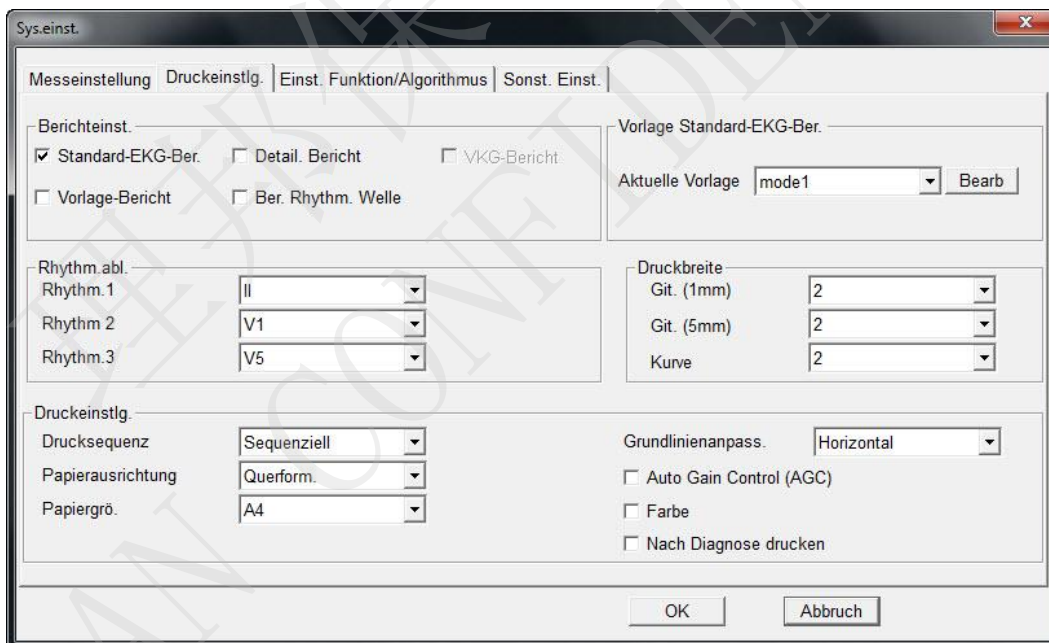 Sys.einst.
Messeinstellung Druckeinstlg. Einst. Funktion/Algorithmus Sonst. Einst.
Berichteinst.
Standard-EKG-Ber. Detail. Bericht VKG-Bericht
Vorlage-Bericht Ber. Rhythm. Welle
Vorlage Standard-EKG-Ber.
Aktuelle Vorlage mode1 Bearb
Rhythm.abl.
Rhythm.1 II
Rhythm 2 V1
Rhythm.3 V5
Druckbreite
Git. (1mm) 2
Git. (5mm) 2
Kurve 2
Druckeinstlg.
Drucksequenz Sequenziell
Papierausrichtung Querform.
Papiergrö. A4
Grundlinienanpass. Horizontal
Auto Gain Control (AGC)
Farbe
Nach Diagnose drucken
OK Abbruch